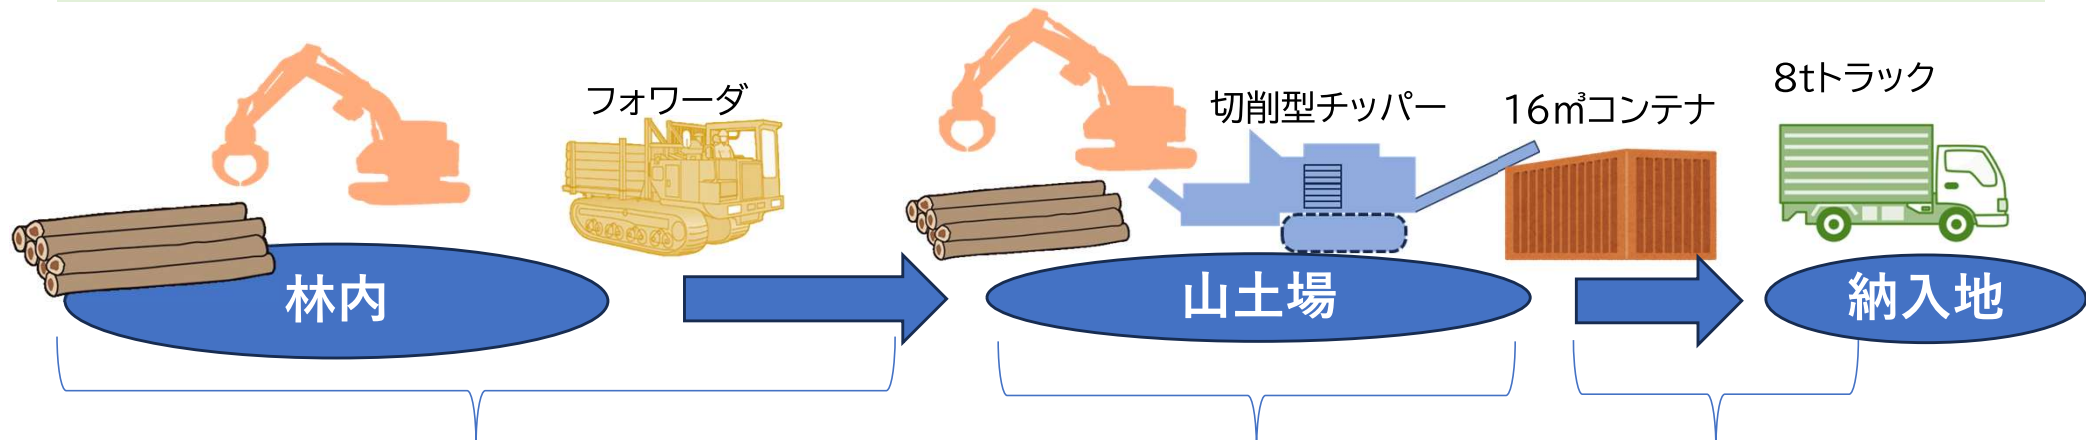 フォワーダ
切削型チッパー
16㎥コンテナ
8tトラック
林内
山土場
納入地